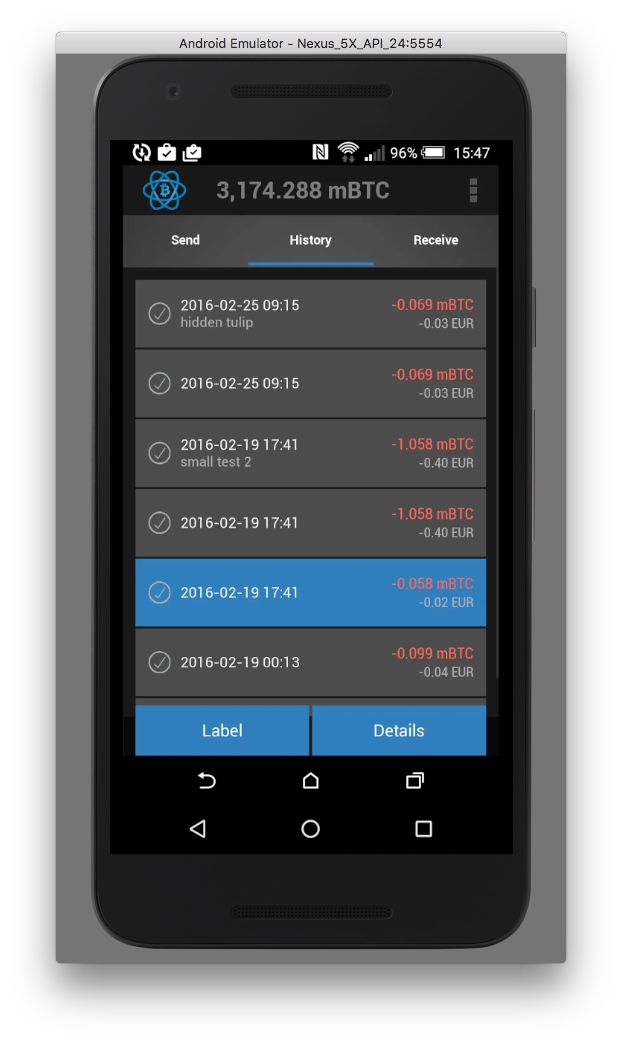 Android Emulator - Nexus_5X_API_24:5554
96% 15:47
3,174.288 mBTC
Send History Receive
2016-02-25 09:15 -0.069 mBTC
hidden tulip -0.03 EUR
2016-02-25 09:15 -0.069 mBTC
-0.03 EUR
2016-02-19 17:41 -1.058 mBTC
small test 2 -0.40 EUR
2016-02-19 17:41 -1.058 mBTC
-0.40 EUR
2016-02-19 17:41 -0.058 mBTC
-0.02 EUR
2016-02-19 00:13 -0.099 mBTC
-0.04 EUR
Label Details